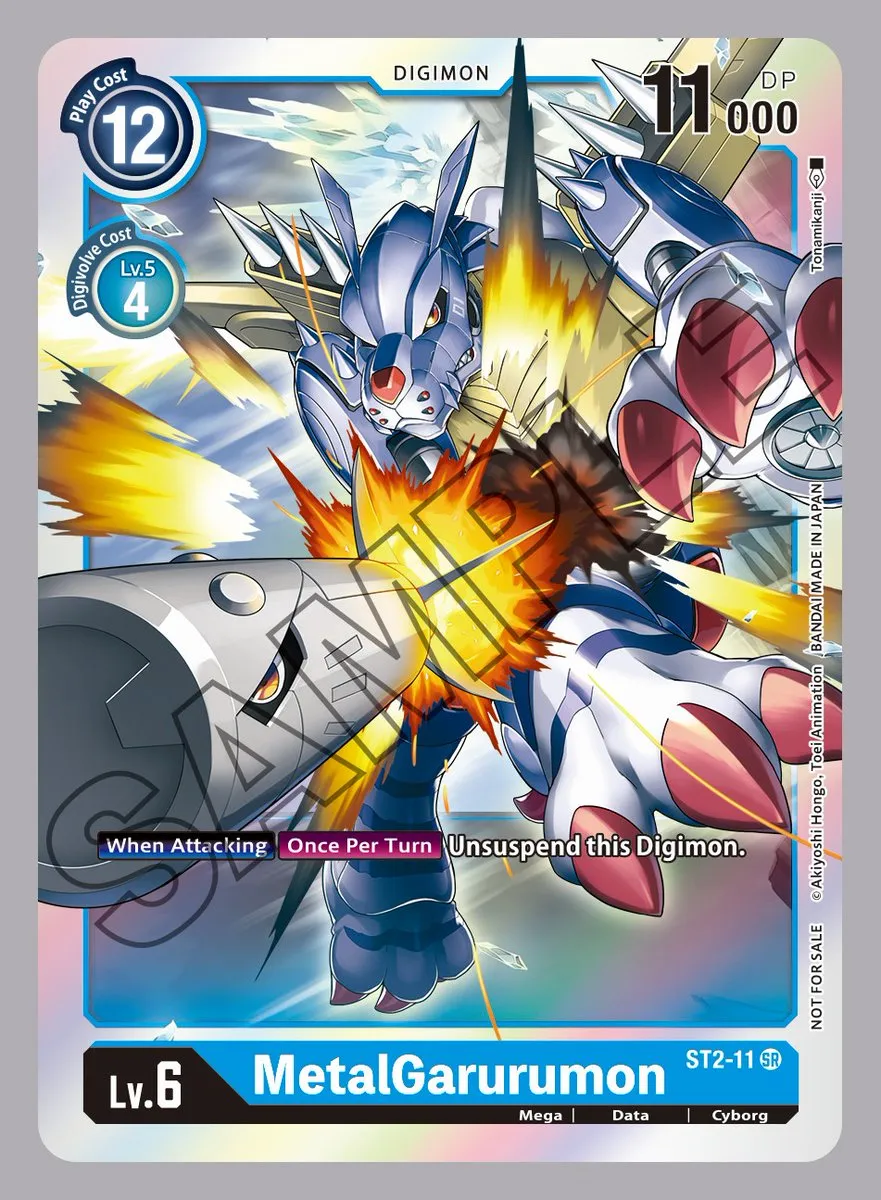 DIGIMON
Play Cost
12
11000
DP
Digivolve Cost
Lv.5
4
Tonamikanji
SAMPLE
When Attacking Once Per Turn Unsuspend this Digimon.
©Akiyoshi Hongo, Toei Animation BANDAI MADE IN JAPAN
NOT FOR SALE
01
Lv.6
MetalGarurumon
ST2-11 SR
Mega | Data | Cyborg